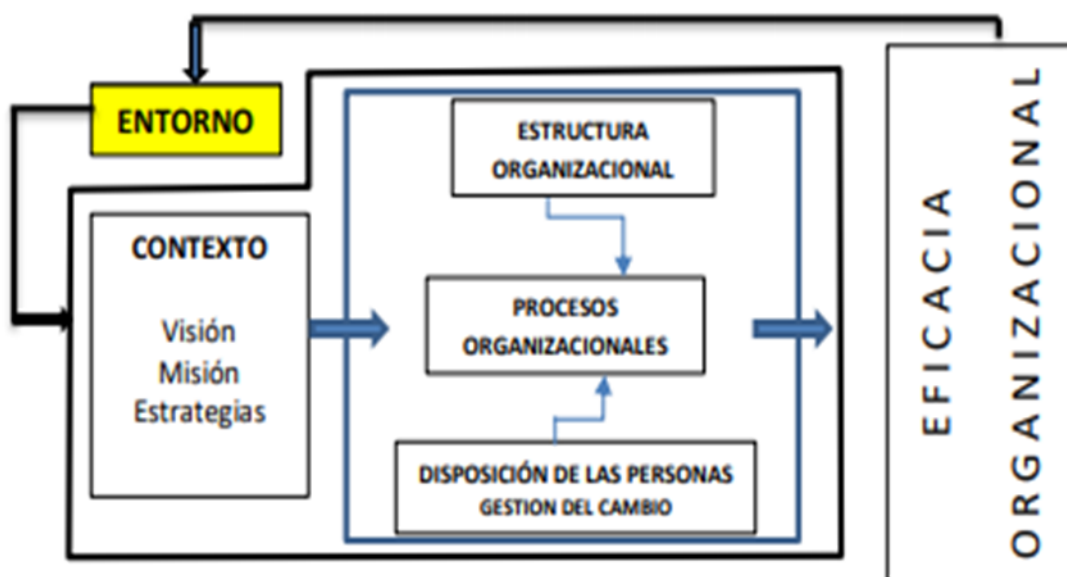 ENTORNO
CONTEXTO
Visión
Misión
Estrategias
ESTRUCTURA
ORGANIZACIONAL
PROCESOS
ORGANIZACIONALES
DISPOSICIÓN DE LAS PERSONAS
GESTION DEL CAMBIO
EFICACIA
ORGANIZACIONAL